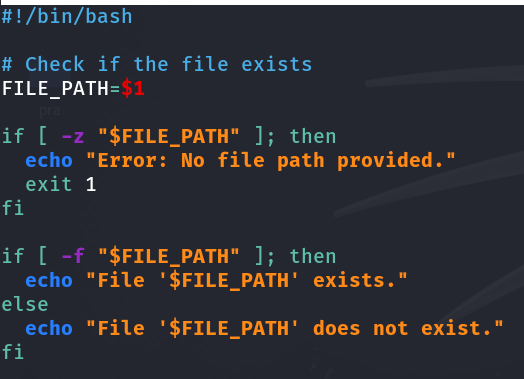 #!/bin/bash
# Check if the file exists
FILE_PATH=$1
if [ -z "$FILE_PATH" ]; then
  echo "Error: No file path provided."
  exit 1
fi
if [ -f "$FILE_PATH" ]; then
  echo "File '$FILE_PATH' exists."
else
  echo "File '$FILE_PATH' does not exist."
fi